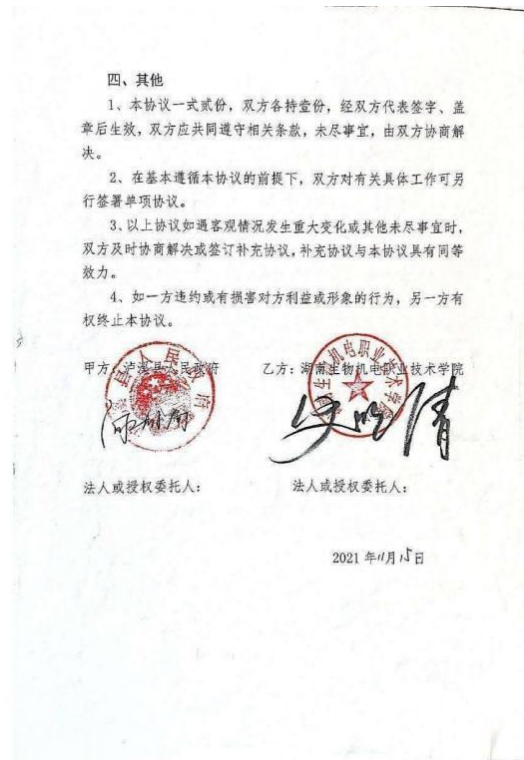 四、其他
1、本协议一式贰份，双方各持壹份，经双方代表签字、盖
章后生效，双方应共同遵守相关条款，未尽事宜，由双方协商解
决。
2、在基本遵循本协议的前提下，双方对有关具体工作可另
行签署单项协议。
3、以上协议如遇客观情况发生重大变化或其他未尽事宜时，
双方及时协商解决或签订补充协议，补充协议与本协议具有同等
效力。
4、如一方违约或有损害对方利益或形象的行为，另一方有
权终止本协议。
甲方：泸溪县人民政府 乙方：湖南生物机电职业技术学院
法人或授权委托人： 法人或授权委托人：
2021 年11月15日